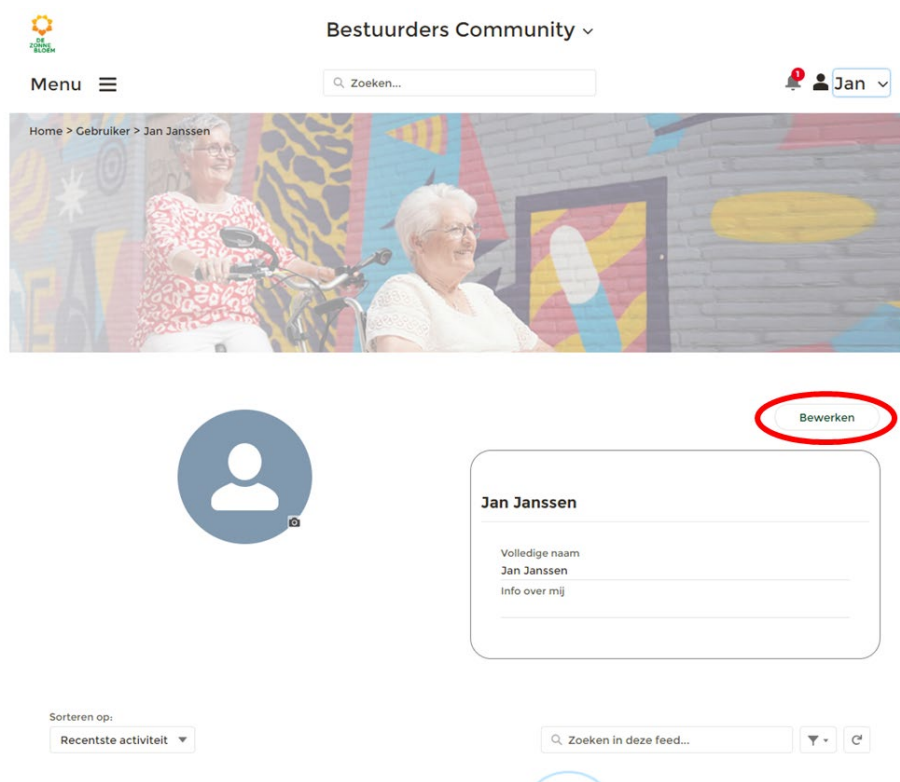 DE
ZONNE
BLOEM
Bestuurders Community
Menu
Zoeken...
1
Jan
Home > Gebruiker > Jan Janssen
Bewerken
Jan Janssen
Volledige naam
Jan Janssen
Info over mij
Sorteren op:
Recentste activiteit
Zoeken in deze feed...